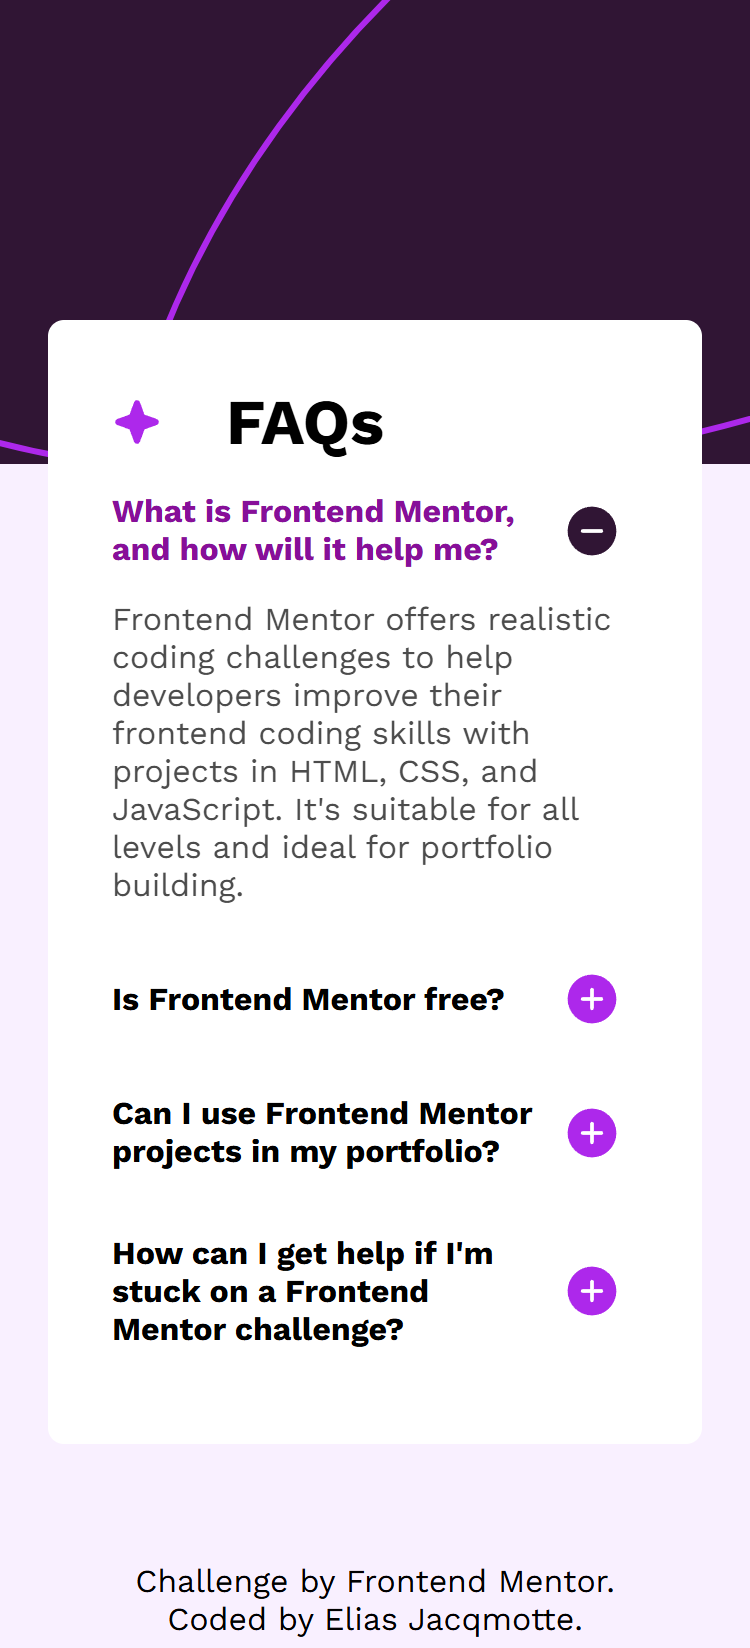 FAQs
What is Frontend Mentor,
and how will it help me?
Frontend Mentor offers realistic
coding challenges to help
developers improve their
frontend coding skills with
projects in HTML, CSS, and
JavaScript. It's suitable for all
levels and ideal for portfolio
building.
Is Frontend Mentor free?
Can I use Frontend Mentor
projects in my portfolio?
How can I get help if I'm
stuck on a Frontend
Mentor challenge?
Challenge by Frontend Mentor.
Coded by Elias Jacqmotte.